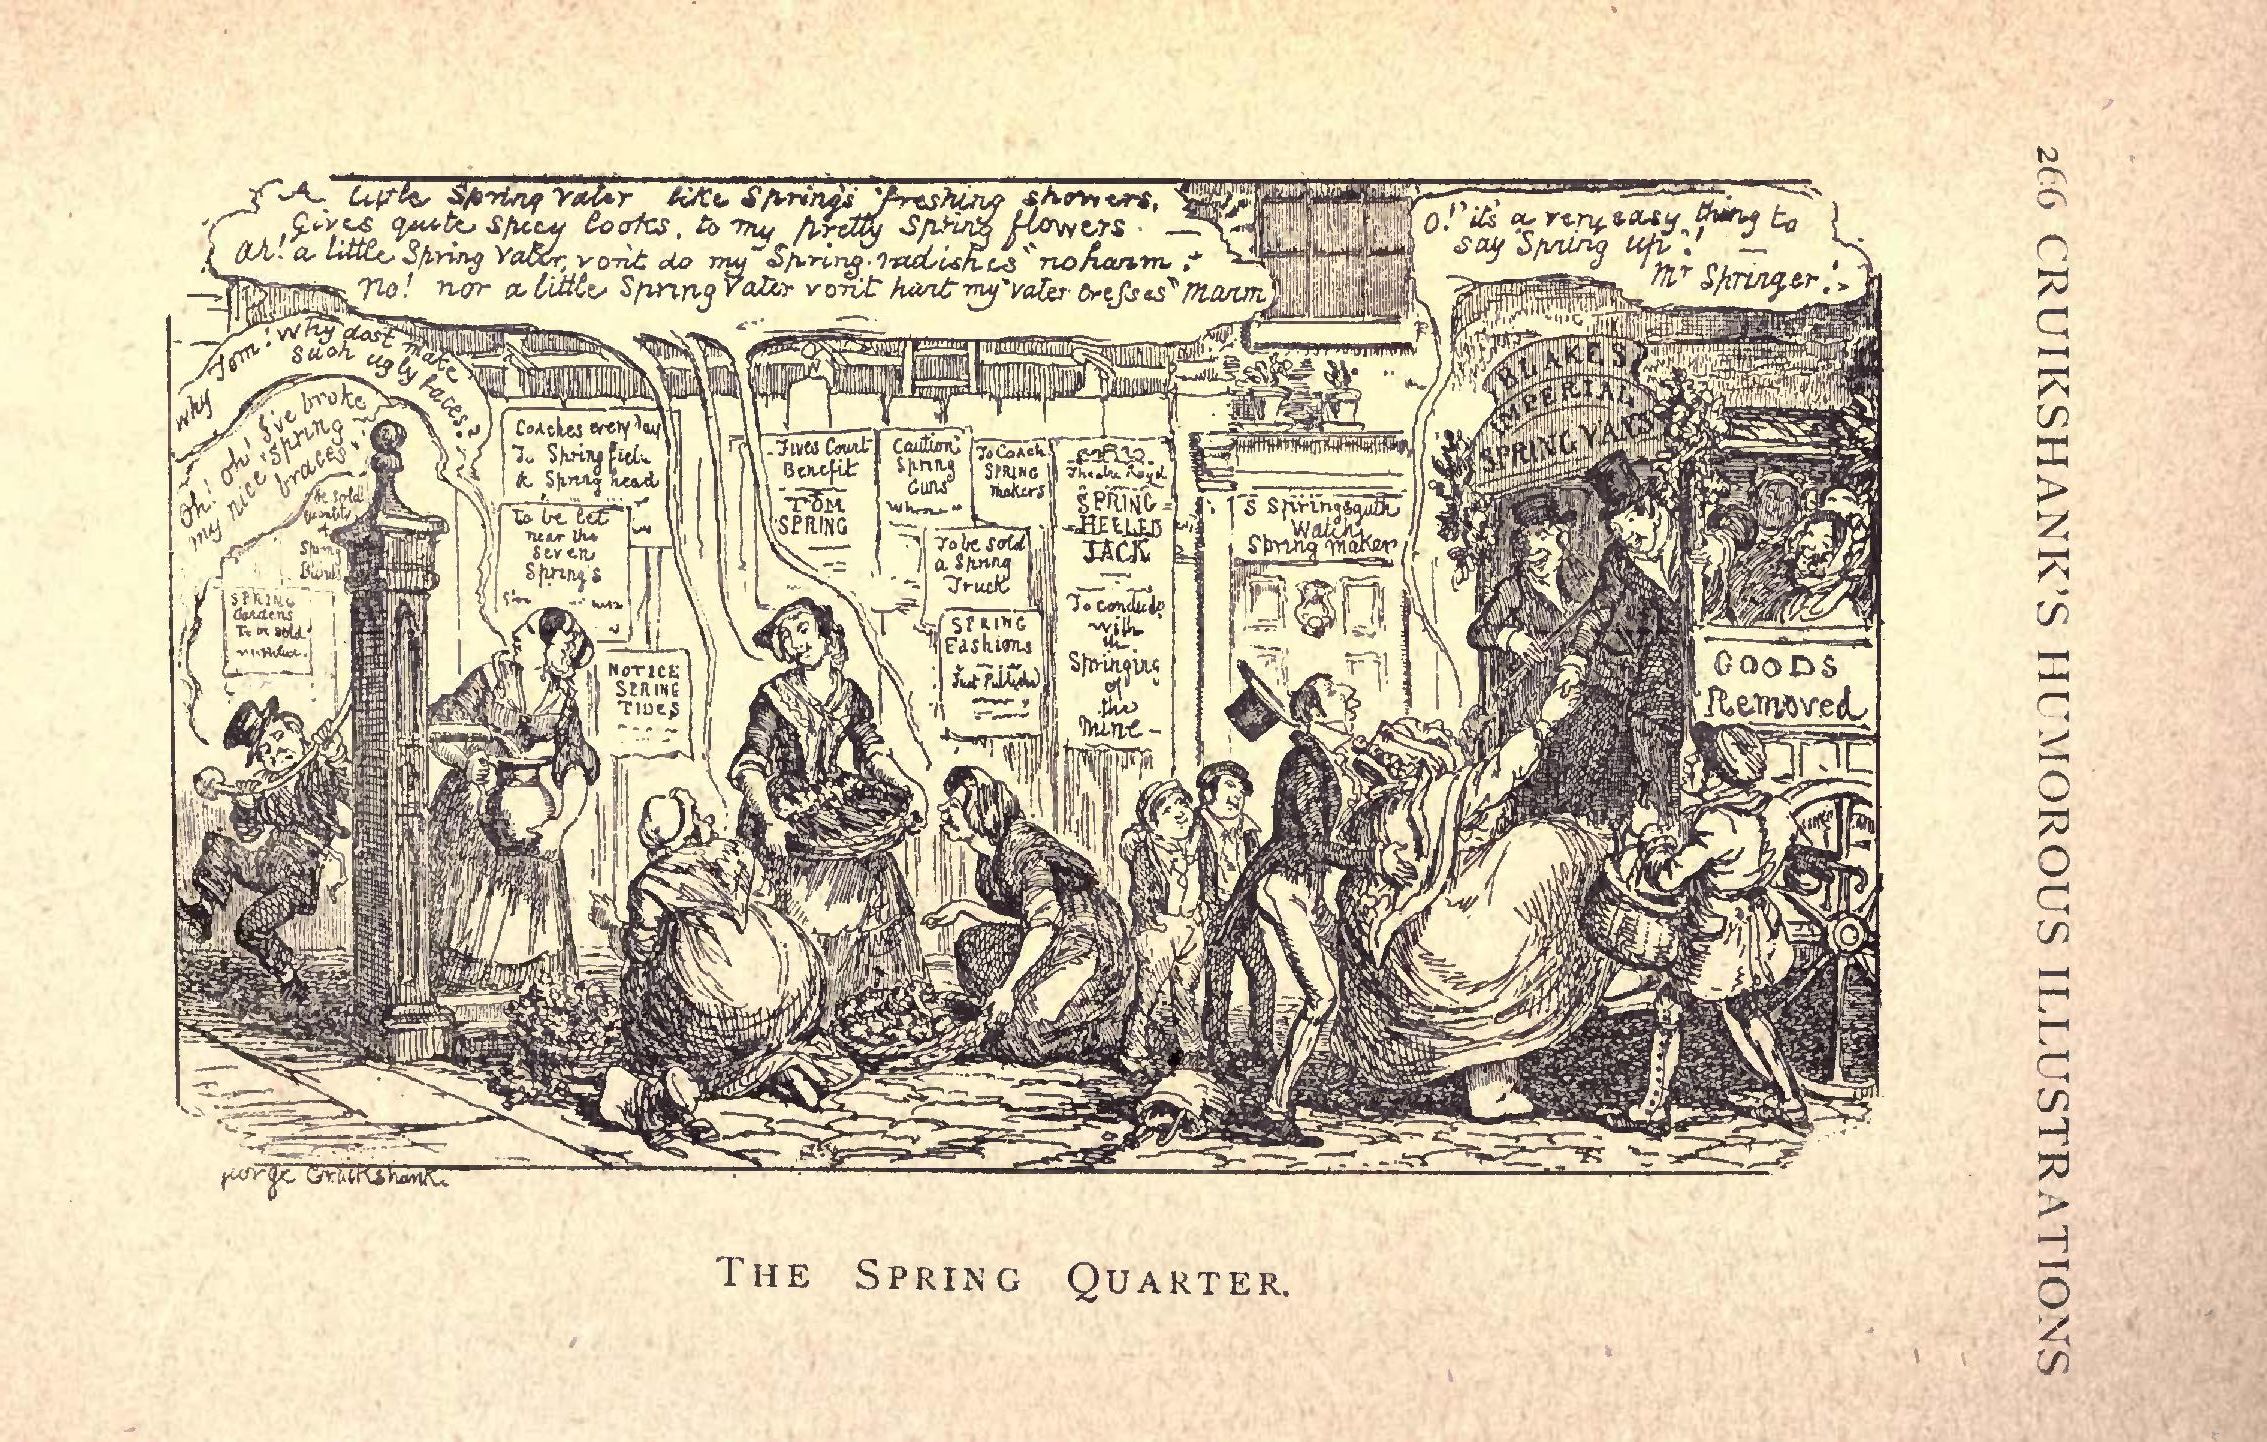 A little Spring Vater like Spring's 'freshing showers,
Gives quite spicy looks, to my pretty Spring flowers.
Ah! a little Spring Vater, von't do my "Spring radishes" no harm;
No! nor a little Spring Vater von't hurt my "vater cresses" Marm
O! it's a very easy thing to
say "Spring up"!
Mr Springer!
Why Tom! why dost make
such ugly faces.
Oh! oh! I've broke
my nice "Spring
braces"!
Be Sold
Spring
SPRING
Gardens
To be sold
Coaches every day
To Springfield
& Spring head
To be let
near the
Seven
Spring's
NOTICE
SPRING
TIDES
Fives Court
Benefit
TOM
SPRING
Caution
Spring
Guns
To Coach
SPRING
makers
To be sold
a Spring
Truck
SPRING
Fashions
Just Published
Theatre Royal
SPRING
HEELED
JACK
To conclude
with
the
Springing
of
the
Mine
S Springsguth
Watch
Spring Maker
BLAKES
IMPERIAL
SPRING VANS
GOODS
Removed
George Cruikshank
THE SPRING QUARTER.
266 CRUIKSHANK'S HUMOROUS ILLUSTRATIONS